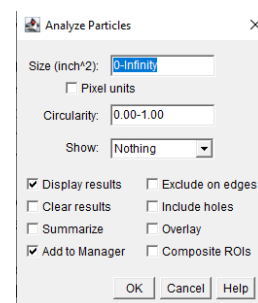 Analyze Particles
Size (inch^2): 0-Infinity
Pixel units
Circularity: 0.00-1.00
Show: Nothing
Display results Exclude on edges
Clear results Include holes
Summarize Overlay
Add to Manager Composite ROIs
OK Cancel Help